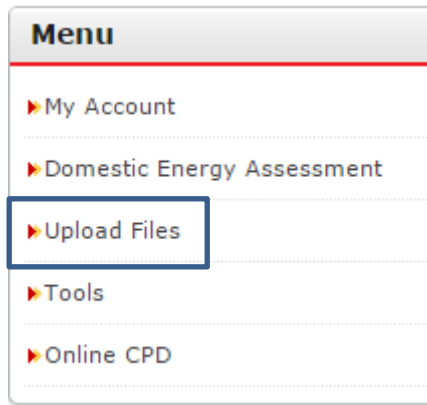 Menu
My Account
Domestic Energy Assessment
Upload Files
Tools
Online CPD